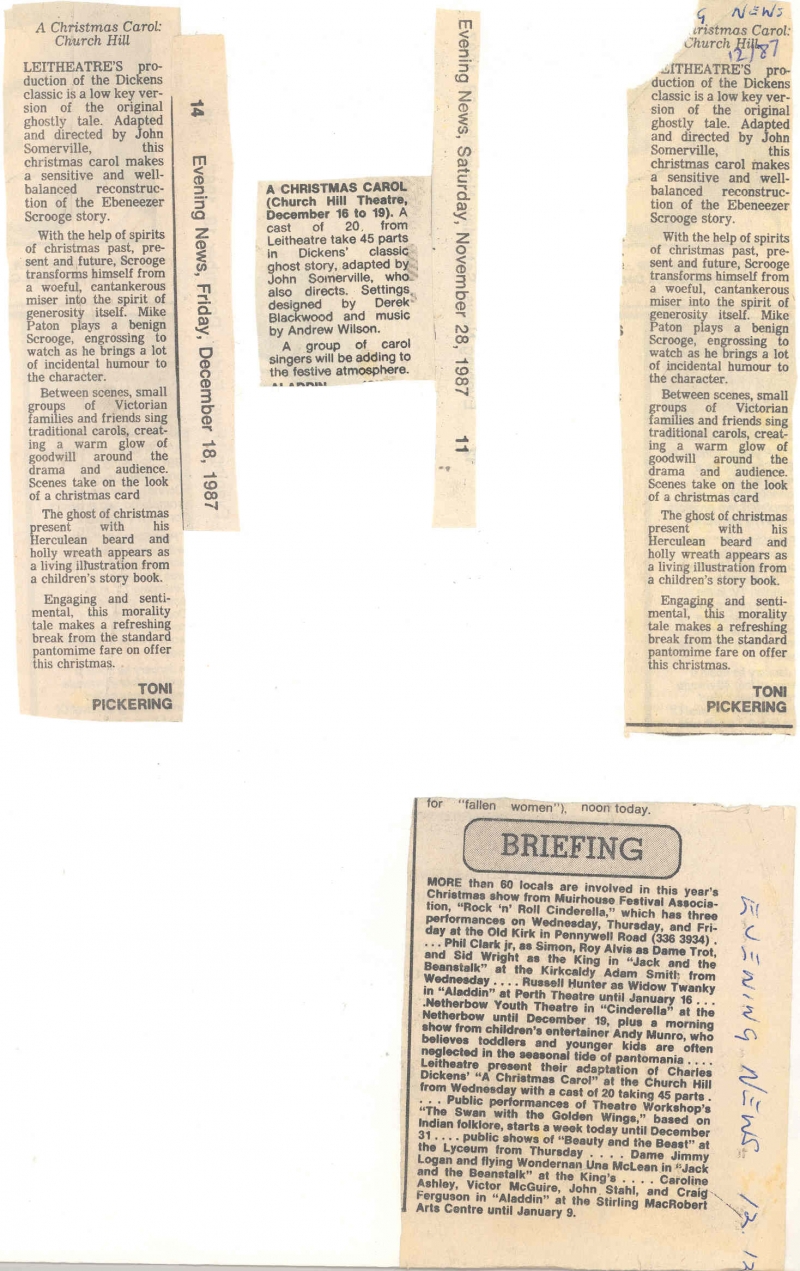 A Christmas Carol:
Church Hill
LEITHEATRE'S pro-
duction of the Dickens
classic is a low key ver-
sion of the original
ghostly tale. Adapted
and directed by John
Somerville, this
christmas carol makes
a sensitive and well-
balanced reconstruc-
tion of the Ebeneezer
Scrooge story.
With the help of spirits
of christmas past, pre-
sent and future, Scrooge
transforms himself from
a woeful, cantankerous
miser into the spirit of
generosity itself. Mike
Paton plays a benign
Scrooge, engrossing to
watch as he brings a lot
of incidental humour to
the character.
Between scenes, small
groups of Victorian
families and friends sing
traditional carols, creat-
ing a warm glow of
goodwill around the
drama and audience.
Scenes take on the look
of a christmas card
The ghost of christmas
present with his
Herculean beard and
holly wreath appears as
a living illustration from
a children's story book.
Engaging and senti-
mental, this morality
tale makes a refreshing
break from the standard
pantomime fare on offer
this christmas.
TONI
PICKERING
14 Evening News, Friday, December 18, 1987
A CHRISTMAS CAROL
(Church Hill Theatre,
December 16 to 19). A
cast of 20 from
Leitheatre take 45 parts
in Dickens' classic
ghost story, adapted by
John Somerville, who
also directs. Settings
designed by Derek
Blackwood and music
by Andrew Wilson.
A group of carol
singers will be adding to
the festive atmosphere.
Evening News, Saturday, November 28, 1987 11
G NEWS
ristmas Carol:
Church Hill
12/87
LEITHEATRE'S pro-
duction of the Dickens
classic is a low key ver-
sion of the original
ghostly tale. Adapted
and directed by John
Somerville, this
christmas carol makes
a sensitive and well-
balanced reconstruc-
tion of the Ebeneezer
Scrooge story.
With the help of spirits
of christmas past, pre-
sent and future, Scrooge
transforms himself from
a woeful, cantankerous
miser into the spirit of
generosity itself. Mike
Paton plays a benign
Scrooge, engrossing to
watch as he brings a lot
of incidental humour to
the character.
Between scenes, small
groups of Victorian
families and friends sing
traditional carols, creat-
ing a warm glow of
goodwill around the
drama and audience.
Scenes take on the look
of a christmas card
The ghost of christmas
present with his
Herculean beard and
holly wreath appears as
a living illustration from
a children's story book.
Engaging and senti-
mental, this morality
tale makes a refreshing
break from the standard
pantomime fare on offer
this christmas.
TONI
PICKERING
for "fallen women"), noon today.
BRIEFING
MORE than 60 locals are involved in this year's
Christmas show from Muirhouse Festival Associa-
tion, "Rock 'n' Roll Cinderella," which has three
performances on Wednesday, Thursday, and Fri-
day at the Old Kirk in Pennywell Road (336 3934) .
. . . Phil Clark jr, as Simon, Roy Alvis as Dame Trot,
and Sid Wright as the King in "Jack and the
Beanstalk" at the Kirkcaldy Adam Smith from
Wednesday . . . . Russell Hunter as Widow Twanky
in "Aladdin" at Perth Theatre until January 16 . . .
.Netherbow Youth Theatre in "Cinderella" at the
Netherbow until December 19, plus a morning
show from children's entertainer Andy Munro, who
believes toddlers and younger kids are often
neglected in the seasonal tide of pantomania . . . .
Leitheatre present their adaptation of Charles
Dickens' "A Christmas Carol" at the Church Hill
from Wednesday with a cast of 20 taking 45 parts .
. . . Public performances of Theatre Workshop's
"The Swan with the Golden Wings," based on
Indian folklore, starts a week today until December
31 . . . . public shows of "Beauty and the Beast" at
the Lyceum from Thursday . . . . Dame Jimmy
Logan and flying Wonderman Una McLean in "Jack
and the Beanstalk" at the King's . . . . Caroline
Ashley, Victor McGuire, John Stahl, and Craig
Ferguson in "Aladdin" at the Stirling MacRobert
Arts Centre until January 9.
EVENING NEWS 12.12